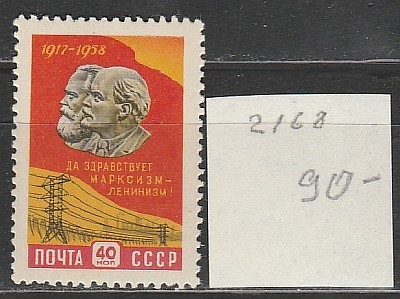 1917-1958
ДА ЗДРАВСТВУЕТ
МАРКСИЗМ-
ЛЕНИНИЗМ!
ПОЧТА 40 КОП СССР
2168
90-